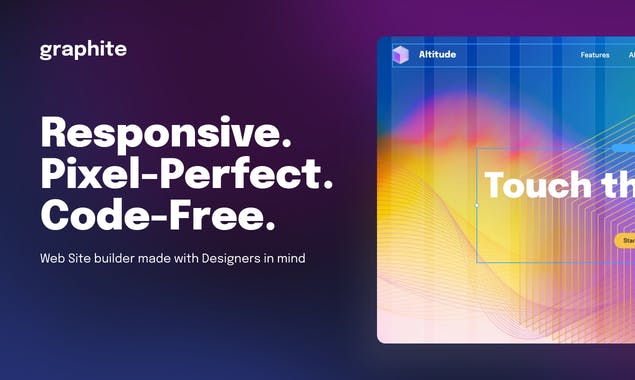 graphite
Responsive.
Pixel-Perfect.
Code-Free.
Web Site builder made with Designers in mind
Altitude
Features
Touch th